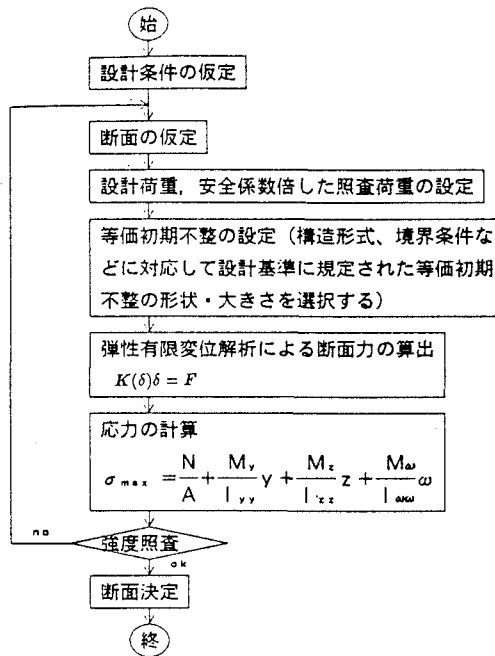 始
設計条件の仮定
断面の仮定
設計荷重，安全係数倍した照査荷重の設定
等価初期不整の設定（構造形式、境界条件な
どに対応して設計基準に規定された等価初期
不整の形状・大きさを選択する）
弾性有限変位解析による断面力の算出
K(δ)δ = F
応力の計算
σmax = N/A + My/Iyy y + Mz/Izz z + Mω/Iωω ω
no
強度照査
ok
断面決定
終